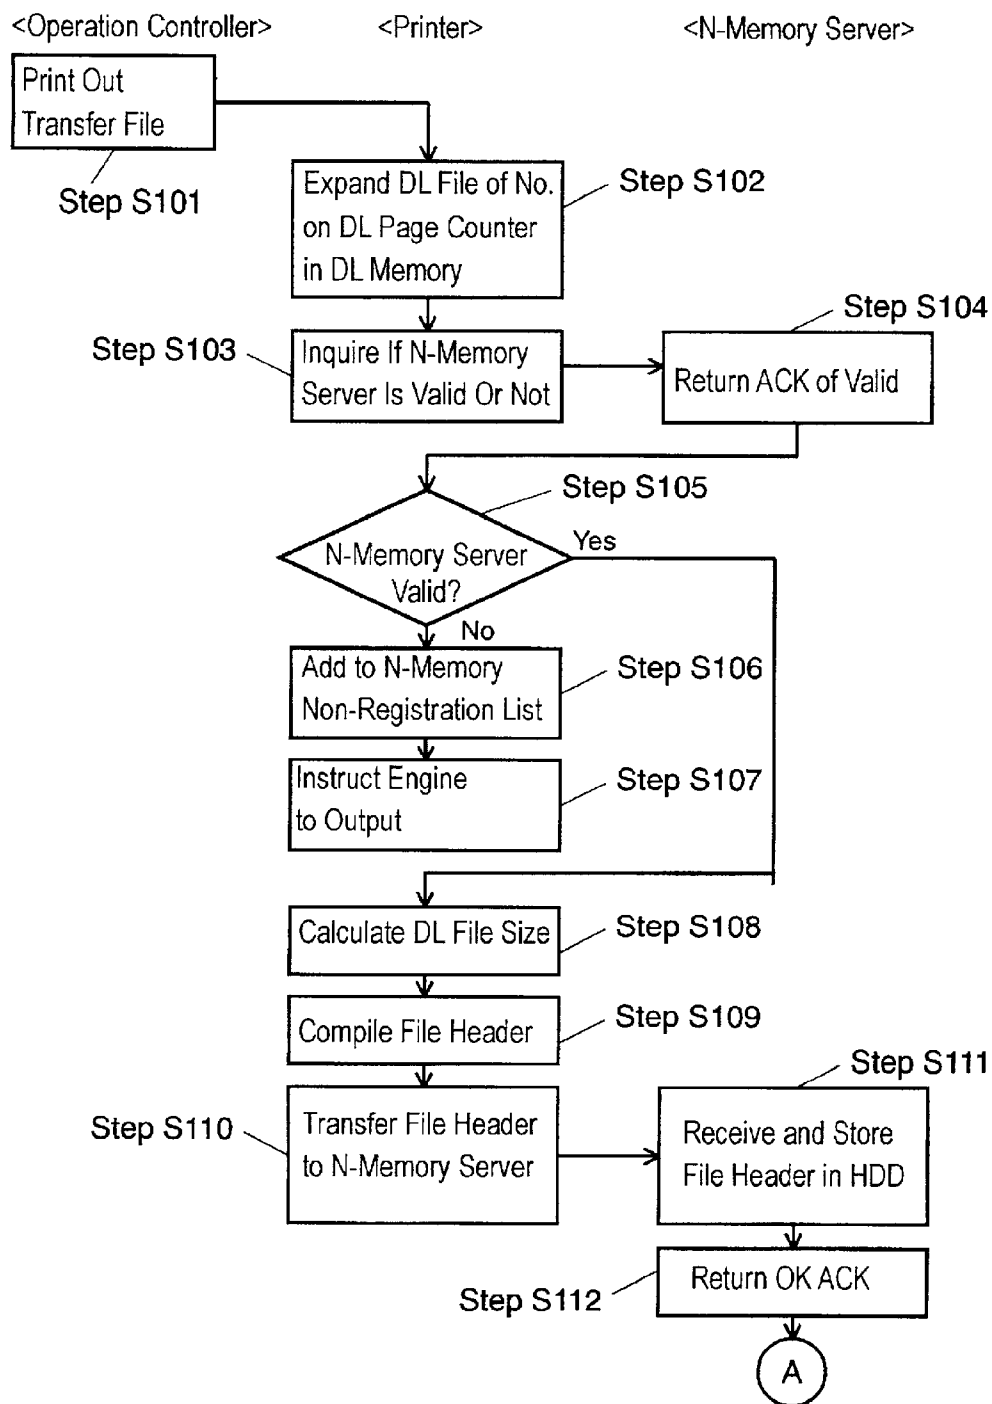 <Operation Controller>
<Printer>
<N-Memory Server>
Print Out
Transfer File
Step S101
Expand DL File of No.
on DL Page Counter
in DL Memory
Step S102
Step S103
Inquire If N-Memory
Server Is Valid Or Not
Step S104
Return ACK of Valid
Step S105
N-Memory Server
Valid?
Yes
No
Add to N-Memory
Non-Registration List
Step S106
Instruct Engine
to Output
Step S107
Calculate DL File Size
Step S108
Compile File Header
Step S109
Step S110
Transfer File Header
to N-Memory Server
Step S111
Receive and Store
File Header in HDD
Step S112
Return OK ACK
A